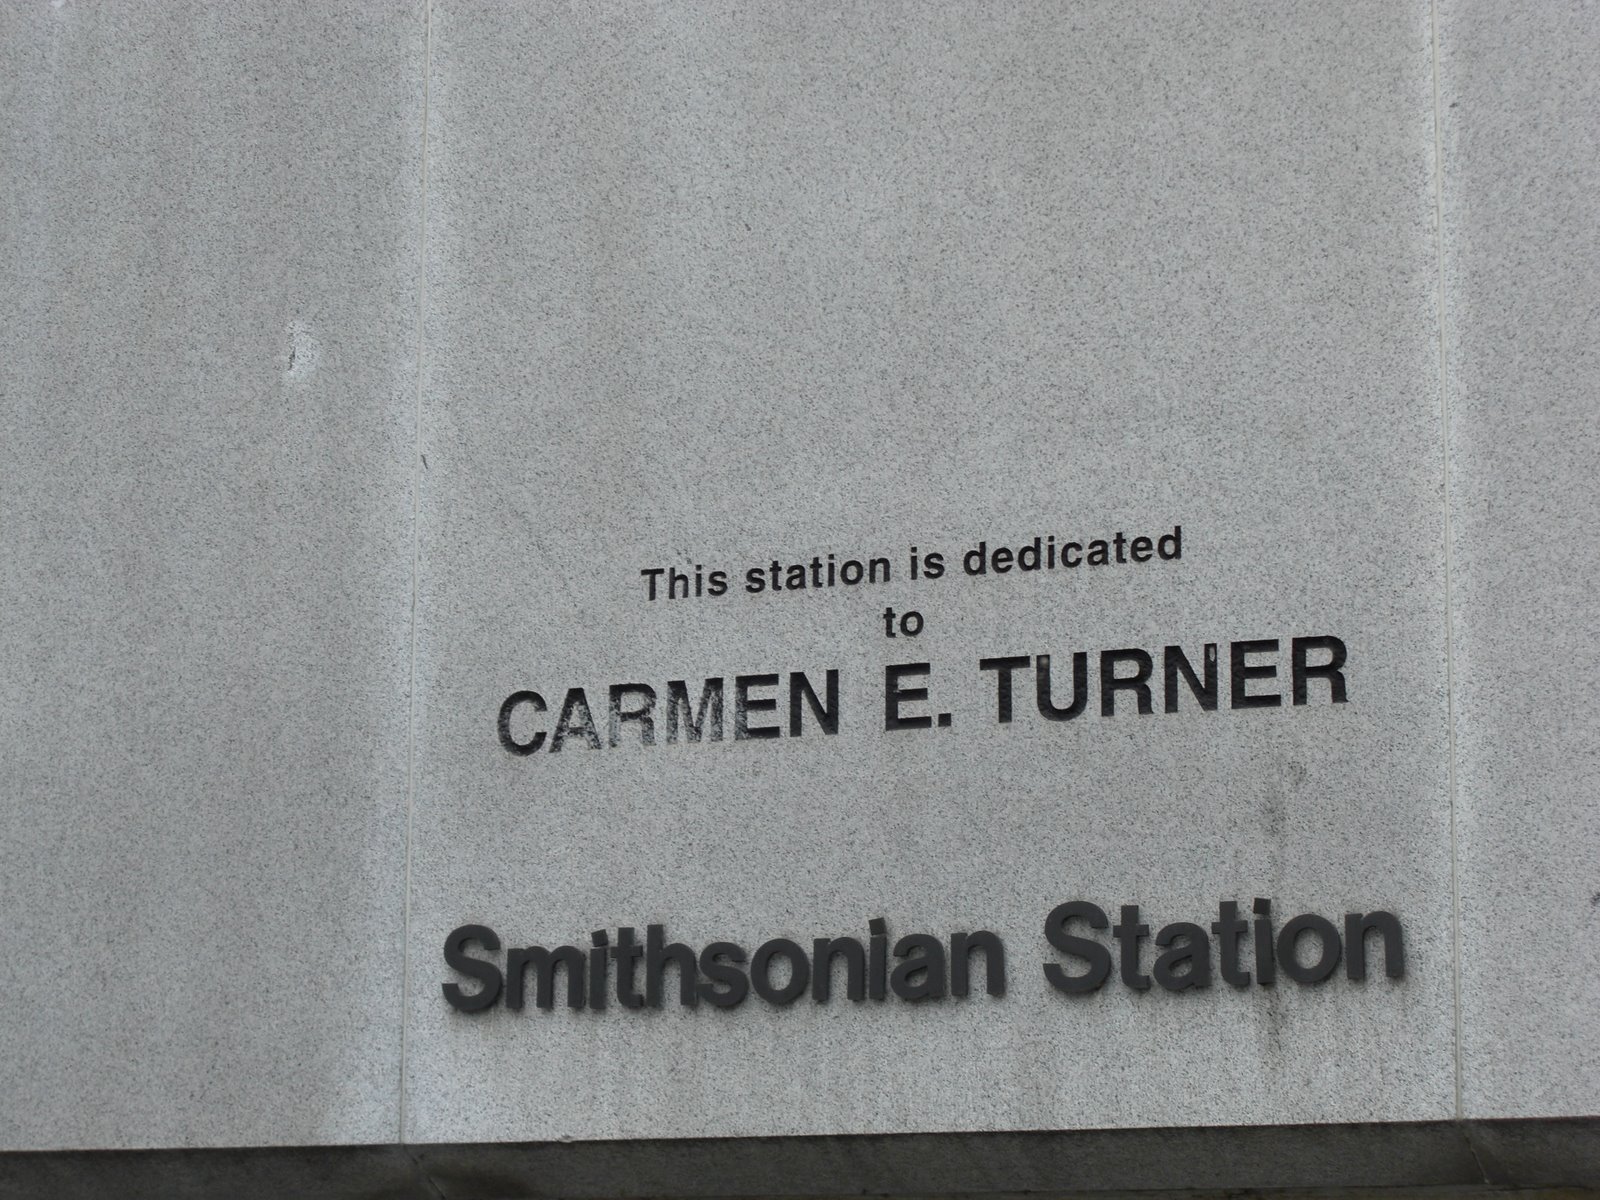 This station is dedicated
to
CARMEN E. TURNER
Smithsonian Station